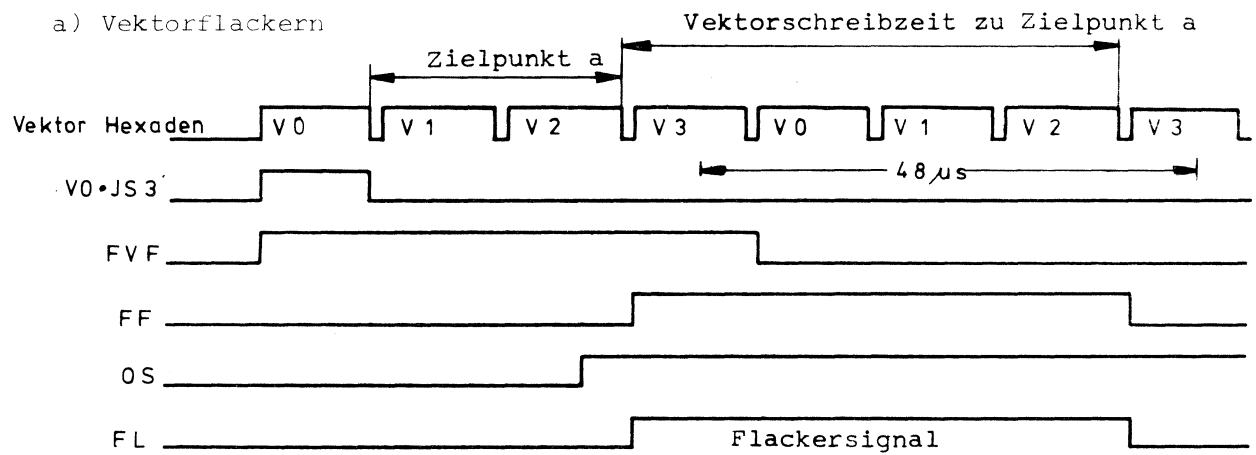 a) Vektorflackern
Vektorschreibzeit zu Zielpunkt a
Zielpunkt a
Vektor Hexaden V0 V1 V2 V3 V0 V1 V2 V3
48 µs
V0•JS3
FVF
FF
OS
FL Flackersignal